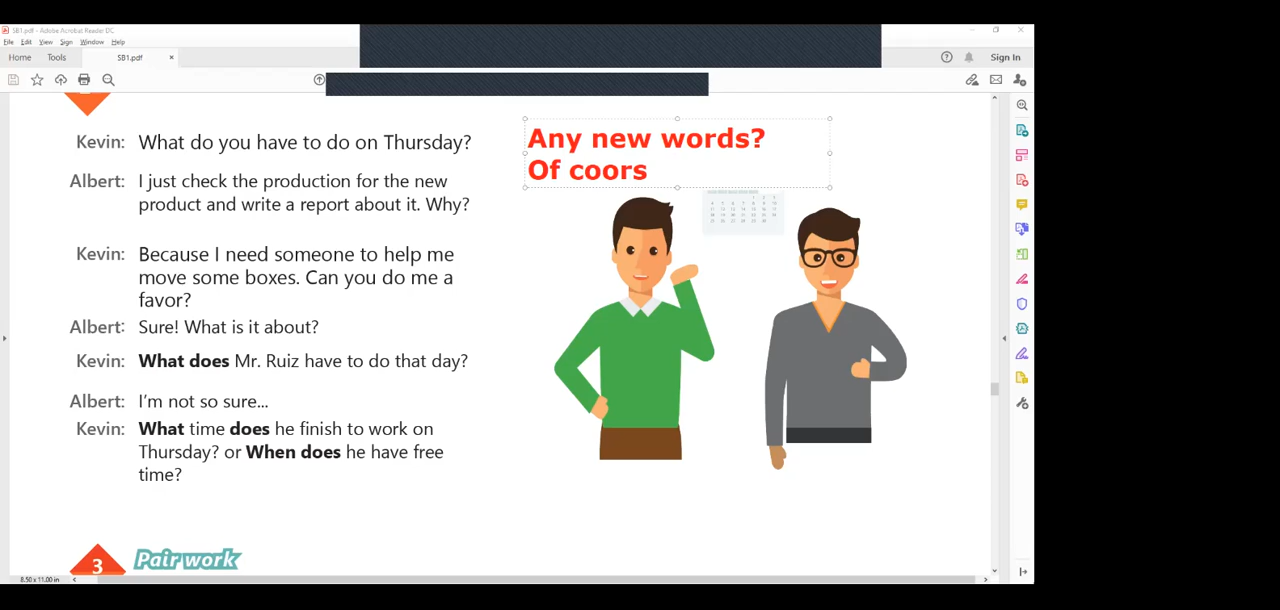 SB1.pdf - Adobe Acrobat Reader DC
File Edit View Sign Window Help
Home Tools SB1.pdf × Sign In
Kevin: What do you have to do on Thursday?
Albert: I just check the production for the new
product and write a report about it. Why?
Kevin: Because I need someone to help me
move some boxes. Can you do me a
favor?
Albert: Sure! What is it about?
Kevin: What does Mr. Ruiz have to do that day?
Albert: I'm not so sure...
Kevin: What time does he finish to work on
Thursday? or When does he have free
time?
Any new words?
Of coors
3 Pair work
8.50 x 11.00 in